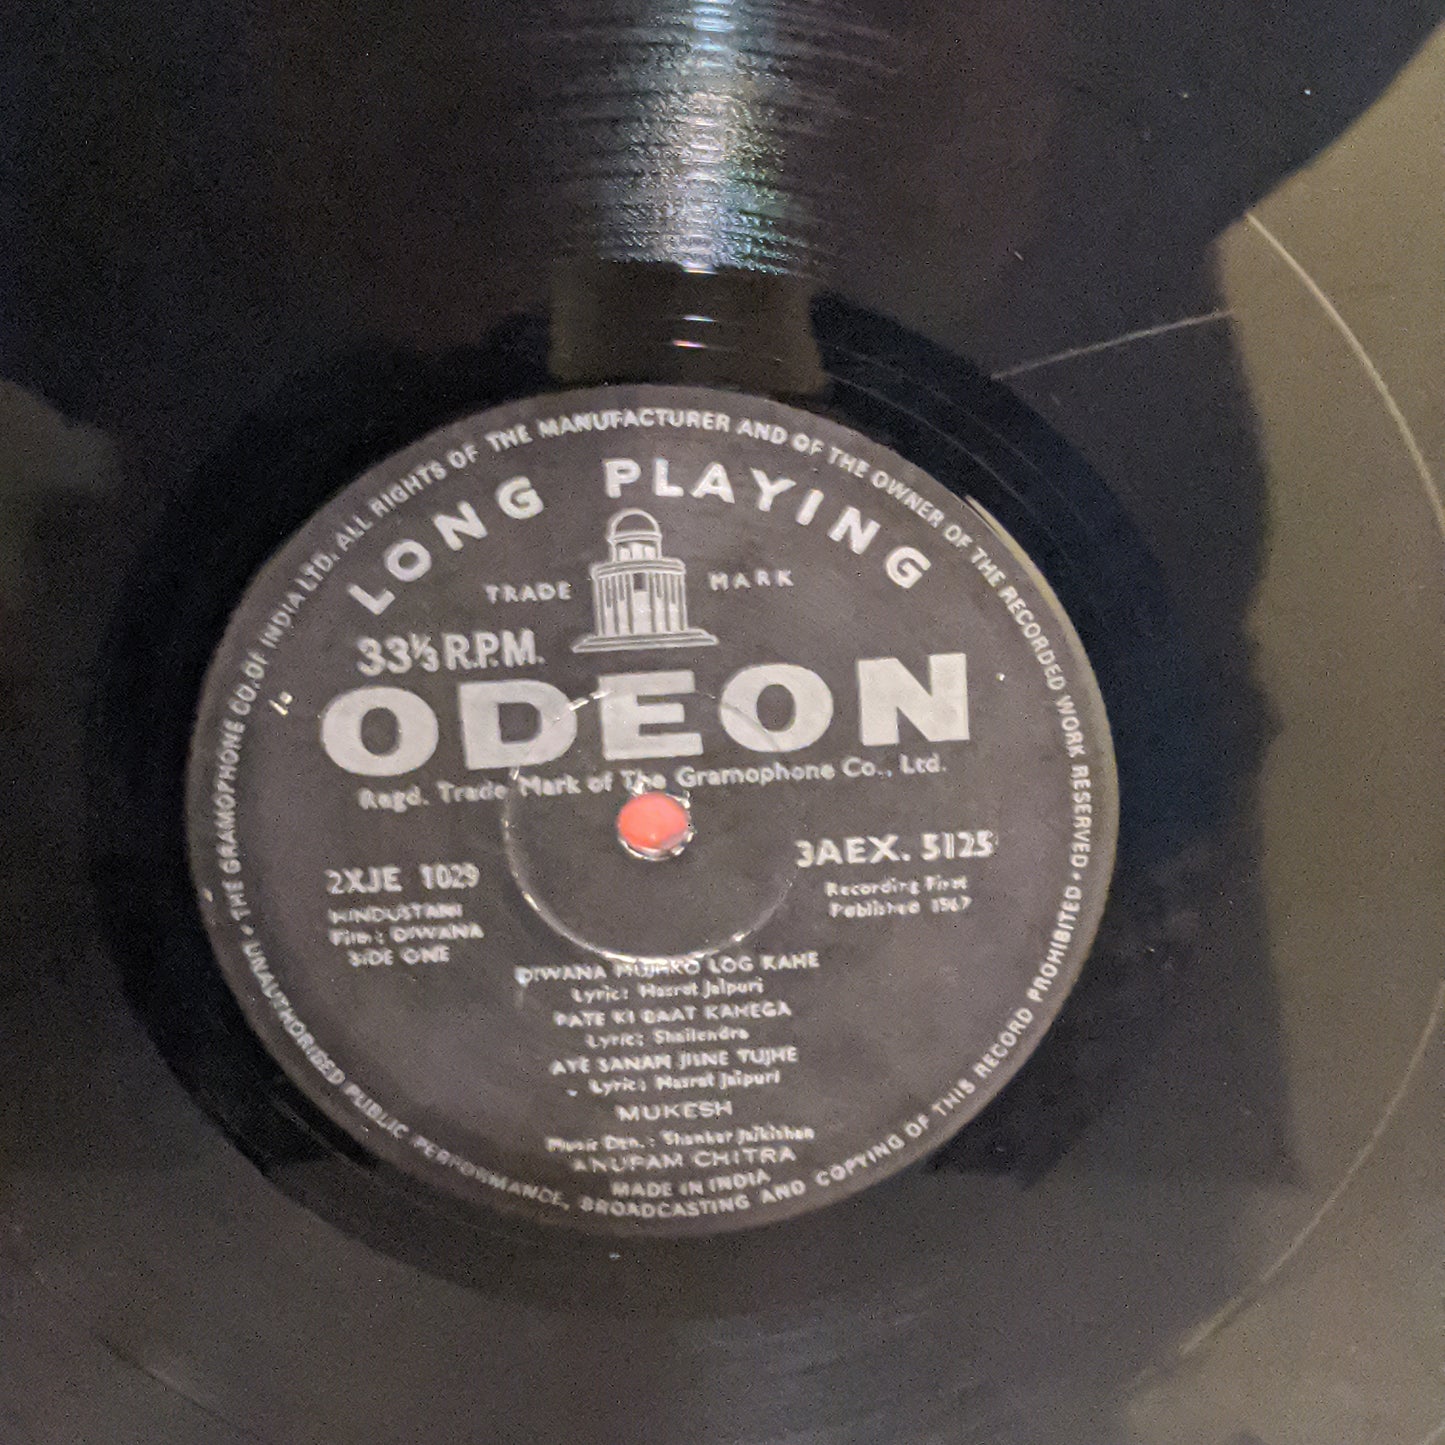 THE GRAMOPHONE CO. OF INDIA LTD. ALL RIGHTS OF THE MANUFACTURER AND OF THE OWNER OF THE RECORDED WORK RESERVED •
UNAUTHORISED PUBLIC PERFORMANCE, BROADCASTING AND COPYING OF THIS RECORD PROHIBITED •
LONG PLAYING
TRADE MARK
33⅓ R.P.M.
ODEON
Regd. Trade Mark of The Gramophone Co., Ltd.
2XJE 1029
3AEX. 5125
HINDUSTANI
Film: DIWANA
SIDE ONE
Recording First
Published 1967
DIWANA MUJHKO LOG KAHE
Lyric: Hasrat Jaipuri
PATE KI BAAT KAHEGA
Lyric: Shailendra
AYE SANAM JISNE TUJHE
Lyric: Hasrat Jaipuri
MUKESH
Music Dcn.: Shankar Jaikishan
ANUPAM CHITRA
MADE IN INDIA